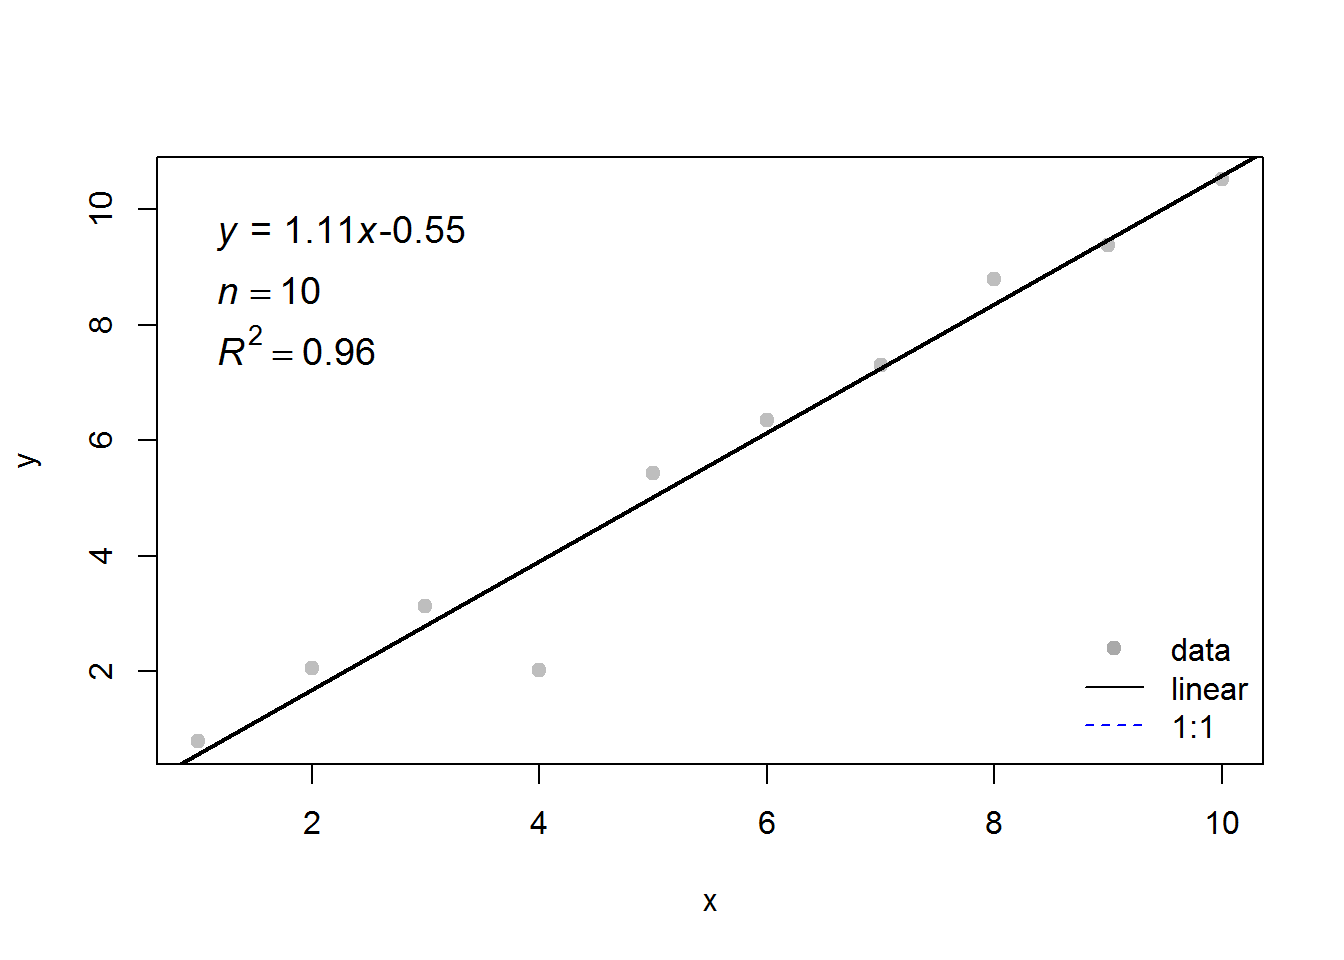 y = 1.11x-0.55
n = 10
R² = 0.96
10
8
6
4
2
y
data
linear
1:1
2 4 6 8 10
x